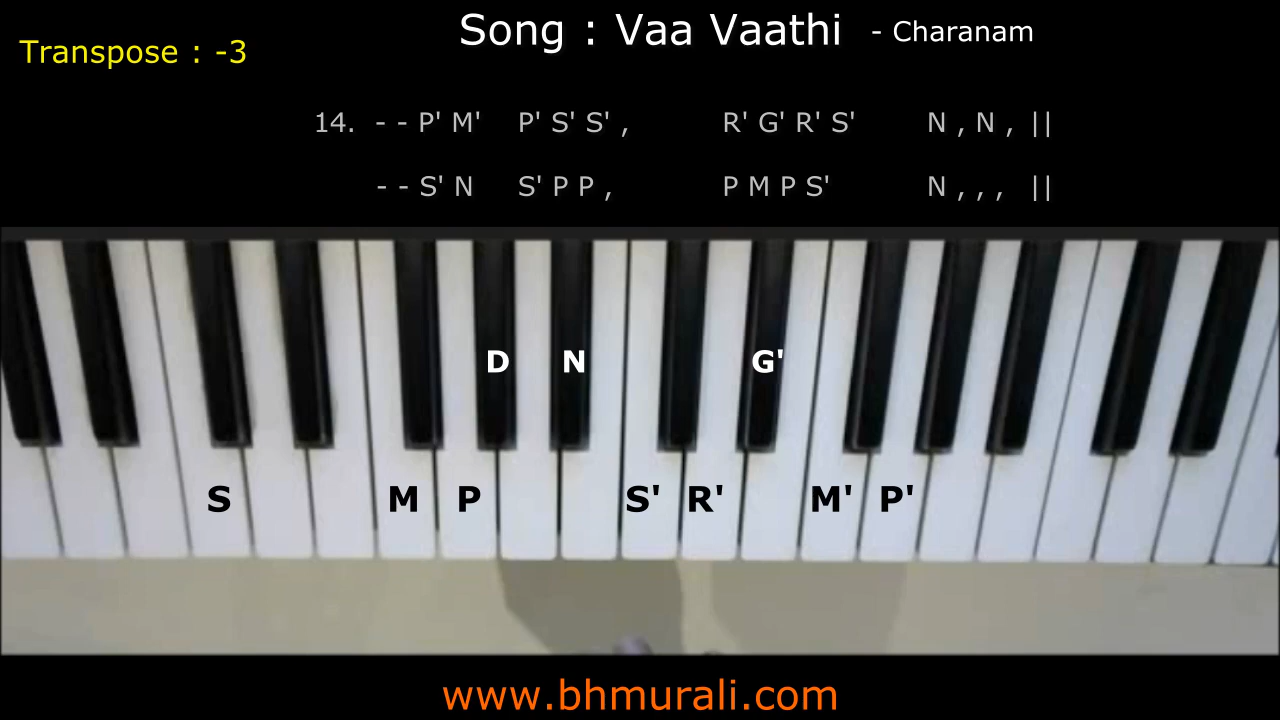 Song : Vaa Vaathi - Charanam
Transpose : -3
14. - - P' M' P' S' S' , R' G' R' S' N , N , ||
- - S' N S' P P , P M P S' N , , , ||
D N G'
S M P S' R' M' P'
www.bhmurali.com